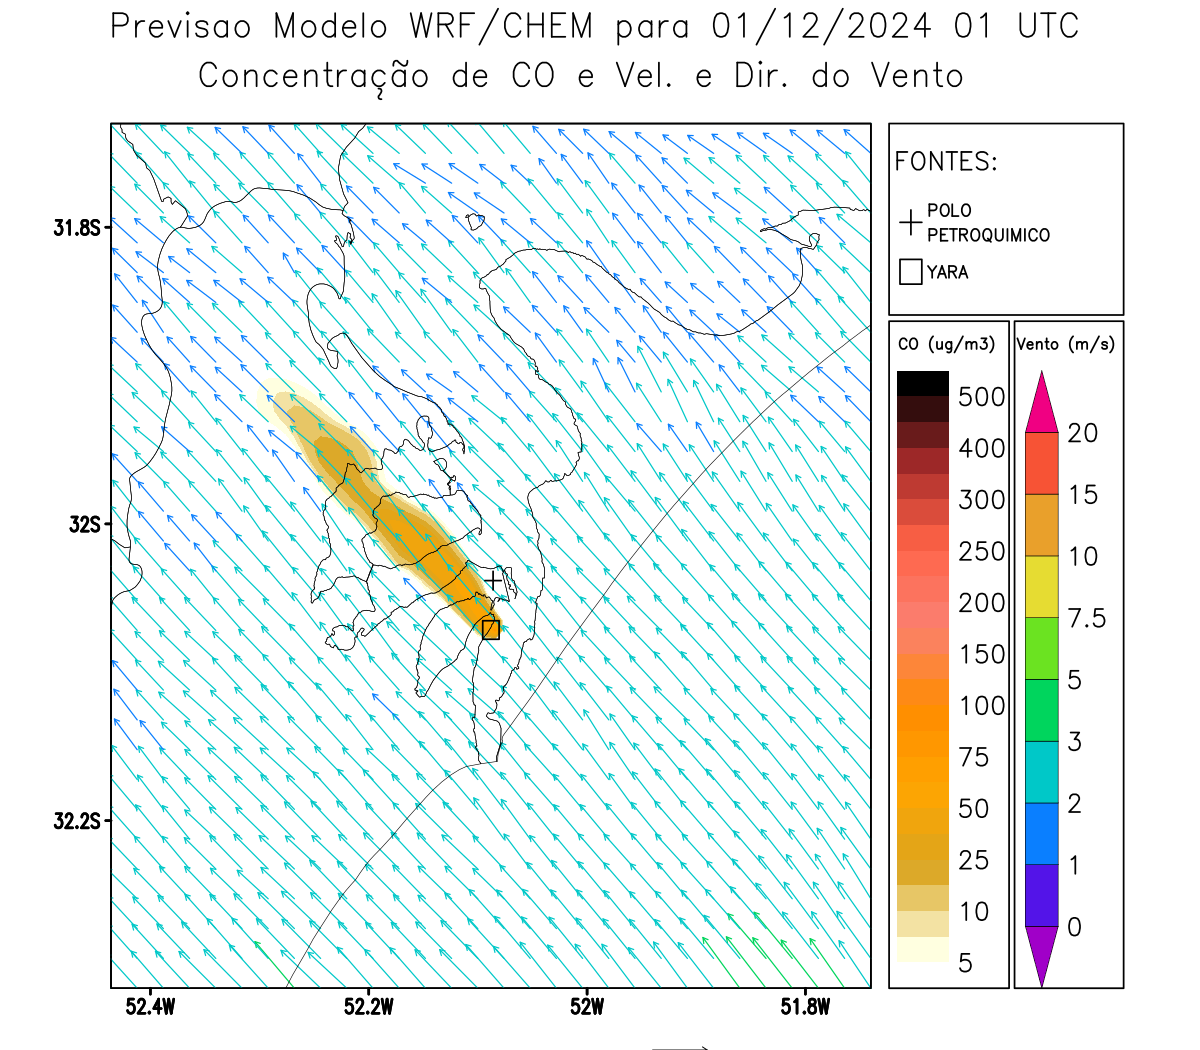 Previsao Modelo WRF/CHEM para 01/12/2024 01 UTC
Concentração de CO e Vel. e Dir. do Vento
FONTES:
POLO
PETROQUIMICO
YARA
CO (ug/m3)
500
400
300
250
200
150
100
75
50
25
10
5
Vento (m/s)
20
15
10
7.5
5
3
2
1
0
31.8S
32S
32.2S
52.4W
52.2W
52W
51.8W